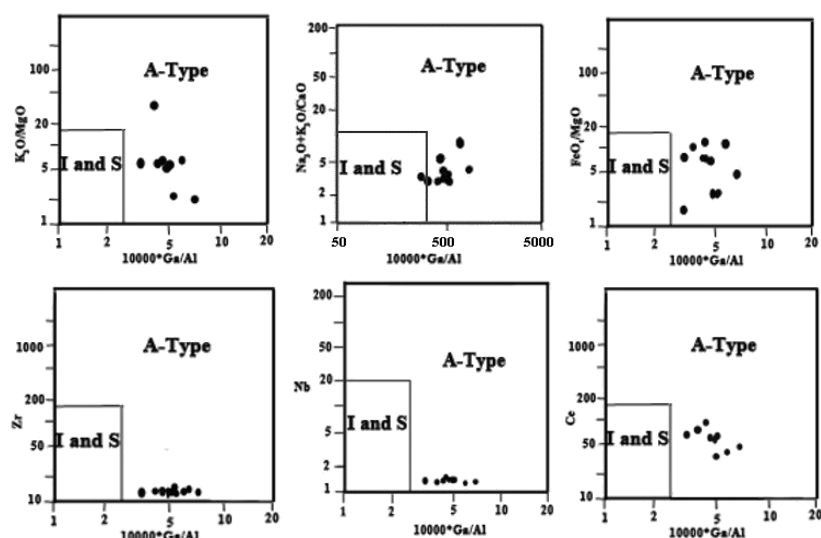 A-Type
I and S
K2O/MgO
100
20
5
1
1 2 5 10 20
10000*Ga/Al
A-Type
I and S
Na2O+K2O/CaO
200
50
20
5
2
1
50 500 5000
10000*Ga/Al
A-Type
I and S
FeOt/MgO
100
20
5
1
1 2 10 20
10000*Ga/Al
A-Type
I and S
Zr
1000
200
50
10
1 2 5 10 20
10000*Ga/Al
A-Type
I and S
Nb
200
50
20
5
2
1
1 2 5 10 20
10000*Ga/Al
A-Type
I and S
Ce
1000
200
50
10
1 2 5 10 20
10000*Ga/Al